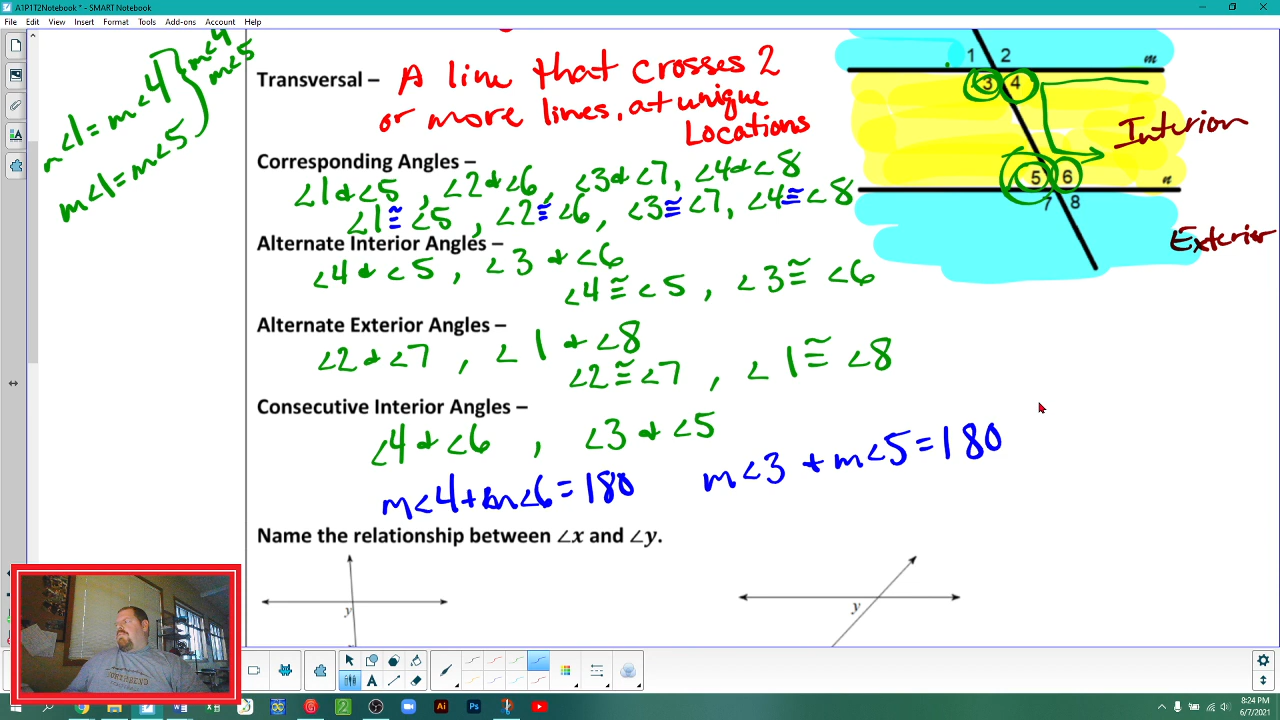 A1P1T2Notebook * - SMART Notebook
File Edit View Insert Format Tools Add-ons Account Help
m∠1 = m∠4 } m∠4
m∠1 = m∠5 m∠5
Transversal – A line that crosses 2
or more lines, at unique
Locations
Corresponding Angles –
∠1 & ∠5 , ∠2 & ∠6 , ∠3 & ∠7, ∠4 & ∠8
∠1 ≅ ∠5 , ∠2 ≅ ∠6 , ∠3 ≅ ∠7, ∠4 ≅ ∠8
Alternate Interior Angles –
∠4 & ∠5 , ∠3 & ∠6
∠4 ≅ ∠5 , ∠3 ≅ ∠6
Alternate Exterior Angles –
∠2 & ∠7 , ∠1 & ∠8
∠2 ≅ ∠7 , ∠1 ≅ ∠8
Consecutive Interior Angles –
∠4 & ∠6 , ∠3 & ∠5
m∠4 + m∠6 = 180 m∠3 + m∠5 = 180
Name the relationship between ∠x and ∠y.
y
y
1 2 m
3 4
Interior
5 6 n
7 8
Exterior
Ai Ps
8:24 PM
6/7/2021